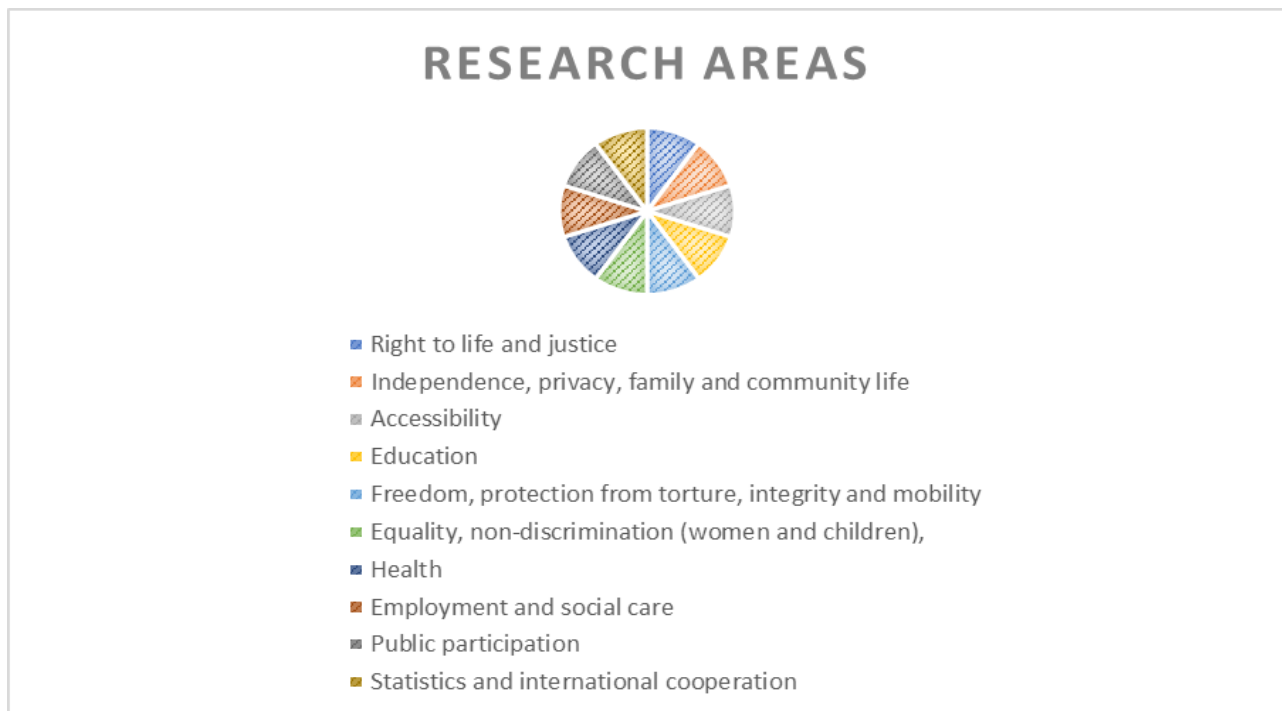 RESEARCH AREAS
Right to life and justice
Independence, privacy, family and community life
Accessibility
Education
Freedom, protection from torture, integrity and mobility
Equality, non-discrimination (women and children),
Health
Employment and social care
Public participation
Statistics and international cooperation